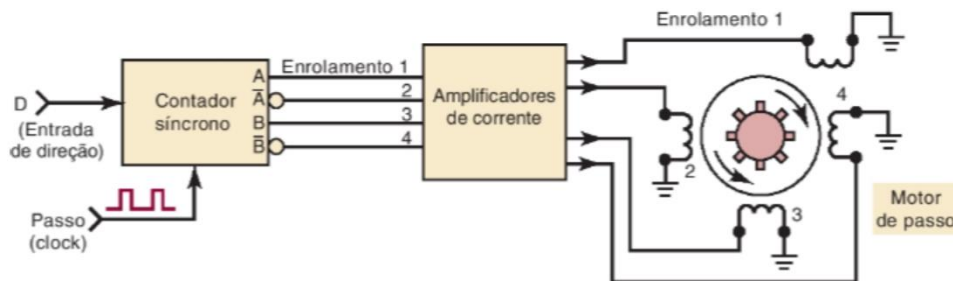 Enrolamento 1
D
(Entrada
de direção)
Contador
síncrono
A
A̅
B
B̅
Enrolamento 1
2
3
4
Passo
(clock)
Amplificadores
de corrente
2
3
4
Motor
de passo